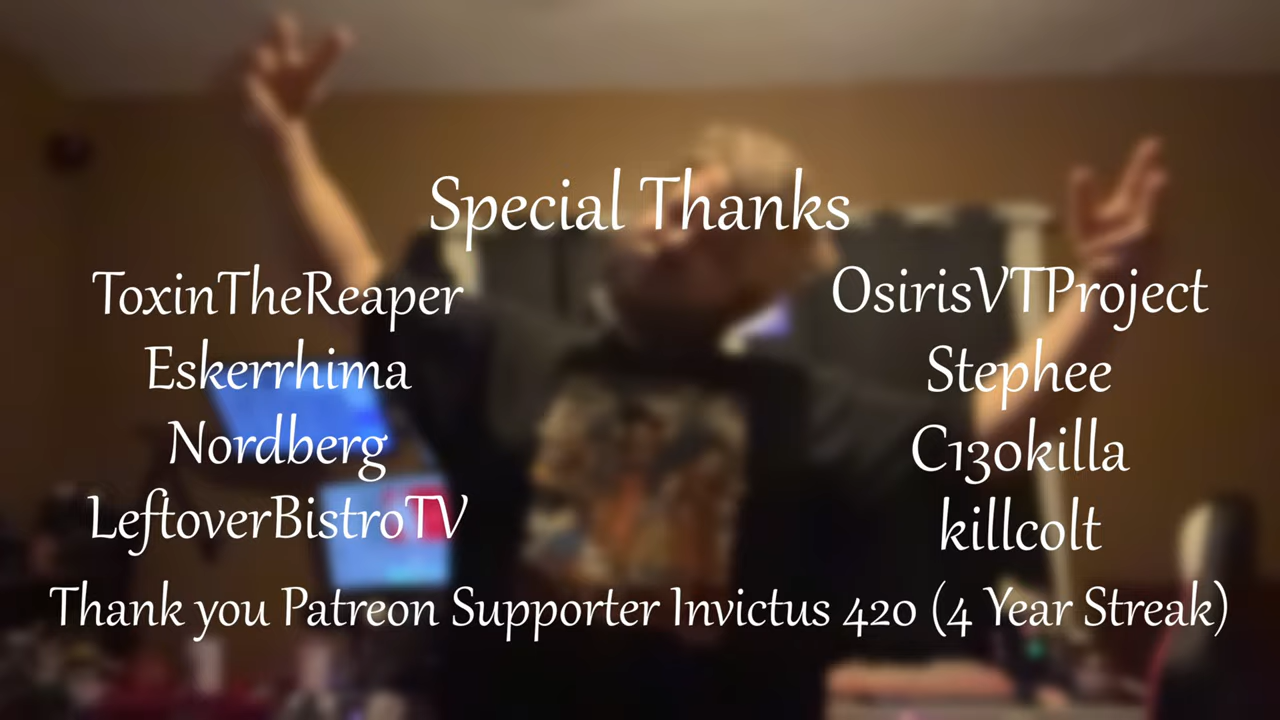 Special Thanks
ToxinTheReaper
Eskerrhima
Nordberg
LeftoverBistroTV
OsirisVTProject
Stephee
C130killa
killcolt
Thank you Patreon Supporter Invictus 420 (4 Year Streak)